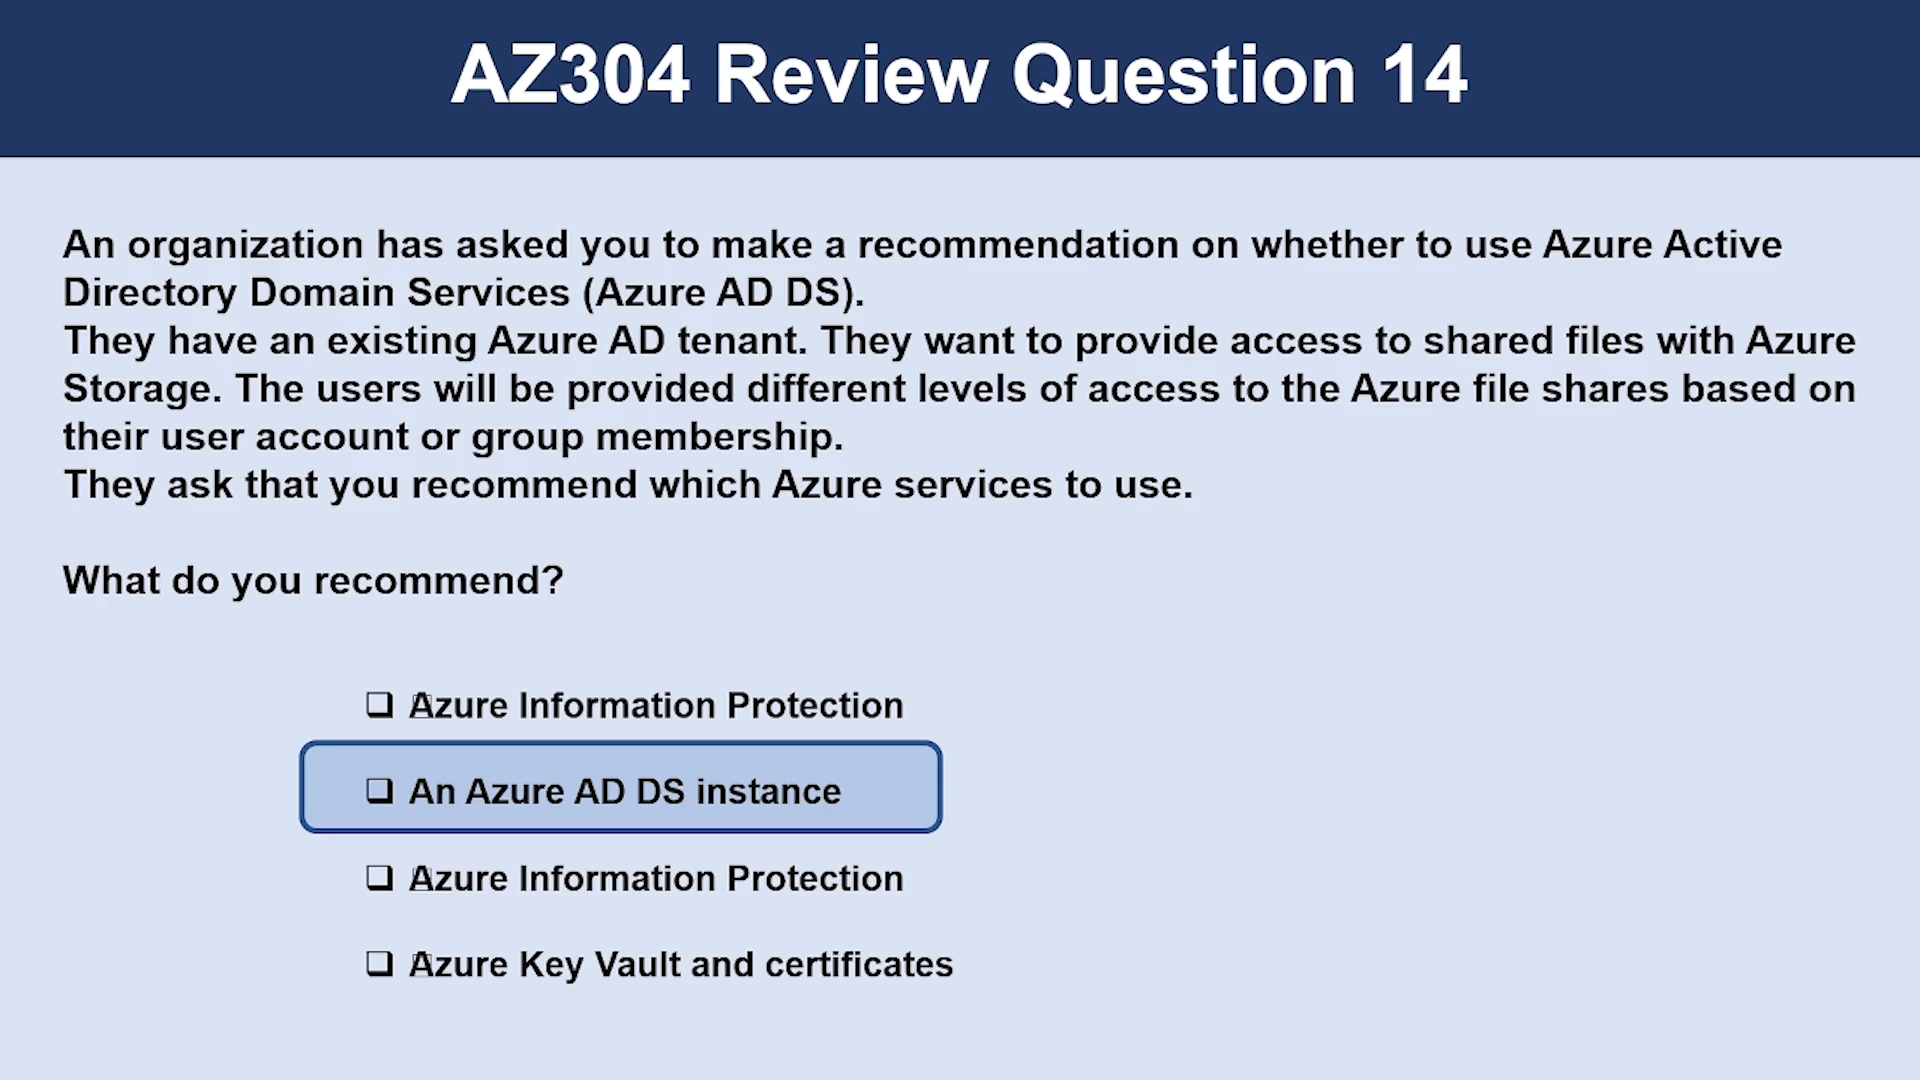 AZ304 Review Question 14
An organization has asked you to make a recommendation on whether to use Azure Active
Directory Domain Services (Azure AD DS).
They have an existing Azure AD tenant. They want to provide access to shared files with Azure
Storage. The users will be provided different levels of access to the Azure file shares based on
their user account or group membership.
They ask that you recommend which Azure services to use.
What do you recommend?
❑ Azure Information Protection
❑ An Azure AD DS instance
❑ Azure Information Protection
❑ Azure Key Vault and certificates